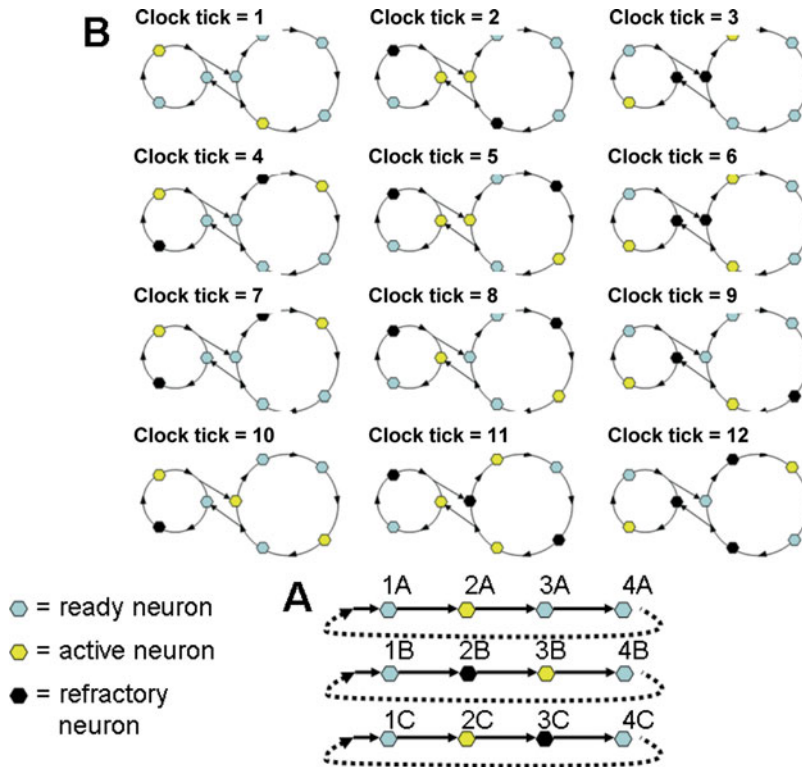 B
Clock tick = 1
Clock tick = 2
Clock tick = 3
Clock tick = 4
Clock tick = 5
Clock tick = 6
Clock tick = 7
Clock tick = 8
Clock tick = 9
Clock tick = 10
Clock tick = 11
Clock tick = 12
= ready neuron
= active neuron
= refractory
neuron
A
1A 2A 3A 4A
1B 2B 3B 4B
1C 2C 3C 4C